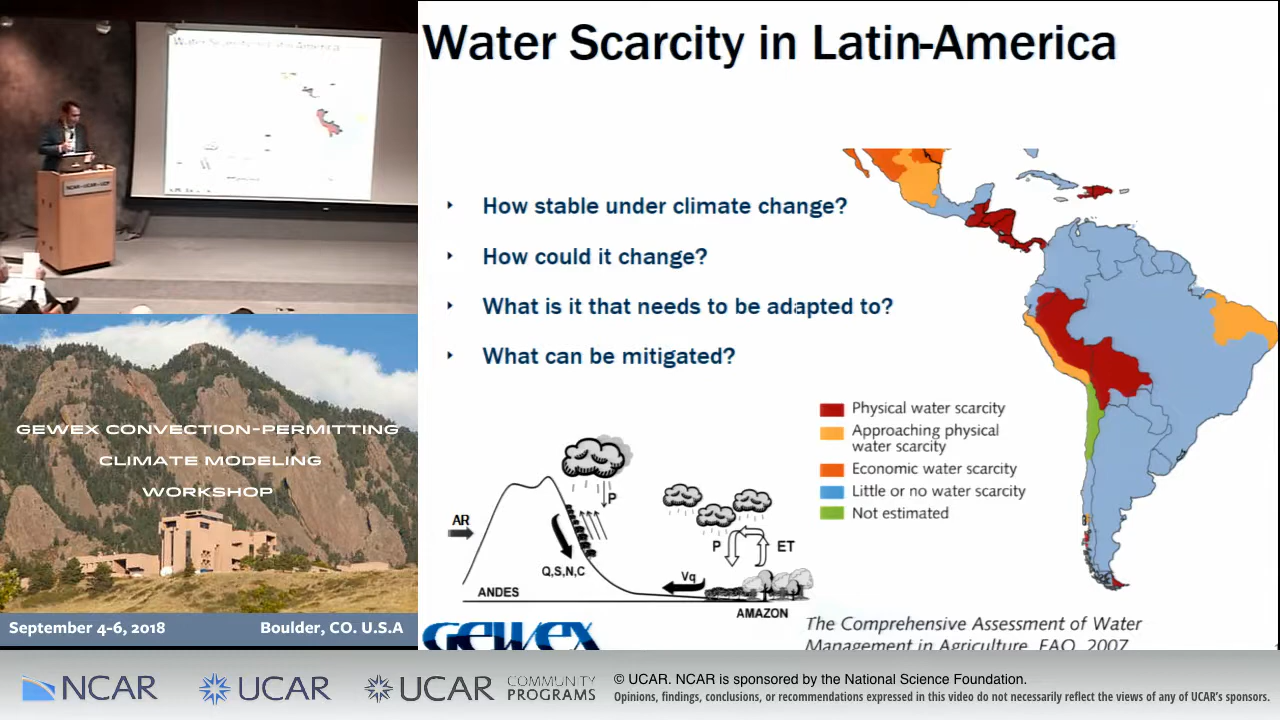 Water Scarcity in Latin-America
NCAR • UCAR • UCP
How stable under climate change?
How could it change?
What is it that needs to be adapted to?
What can be mitigated?
Physical water scarcity
Approaching physical
water scarcity
Economic water scarcity
Little or no water scarcity
Not estimated
AR
P
Q,S,N,C
ANDES
P
ET
Vq
AMAZON
The Comprehensive Assessment of Water
Management in Agriculture, FAO, 2007
GEWEX
GEWEX CONVECTION-PERMITTING
CLIMATE MODELING
WORKSHOP
September 4-6, 2018
Boulder, CO. U.S.A
NCAR
UCAR
UCAR
COMMUNITY
PROGRAMS
© UCAR. NCAR is sponsored by the National Science Foundation.
Opinions, findings, conclusions, or recommendations expressed in this video do not necessarily reflect the views of any of UCAR's sponsors.